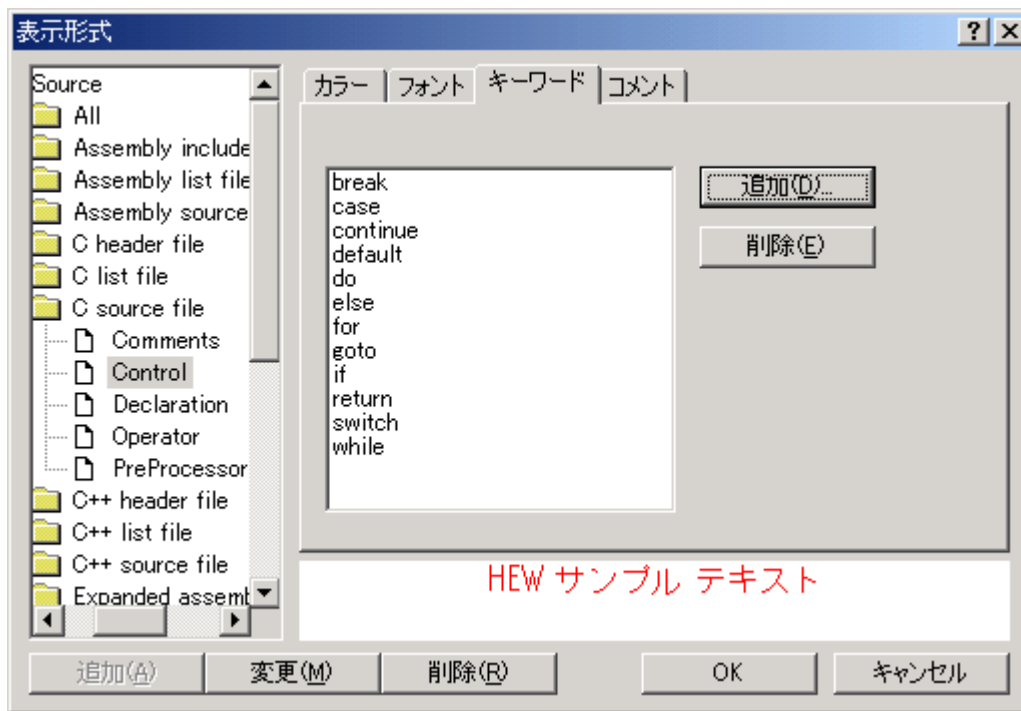 表示形式
Source
All
Assembly include
Assembly list file
Assembly source
C header file
C list file
C source file
Comments
Control
Declaration
Operator
PreProcessor
C++ header file
C++ list file
C++ source file
Expanded assemb
カラー フォント キーワード コメント
break
case
continue
default
do
else
for
goto
if
return
switch
while
追加(D)...
削除(E)
HEW サンプル テキスト
追加(A) 変更(M) 削除(R) OK キャンセル